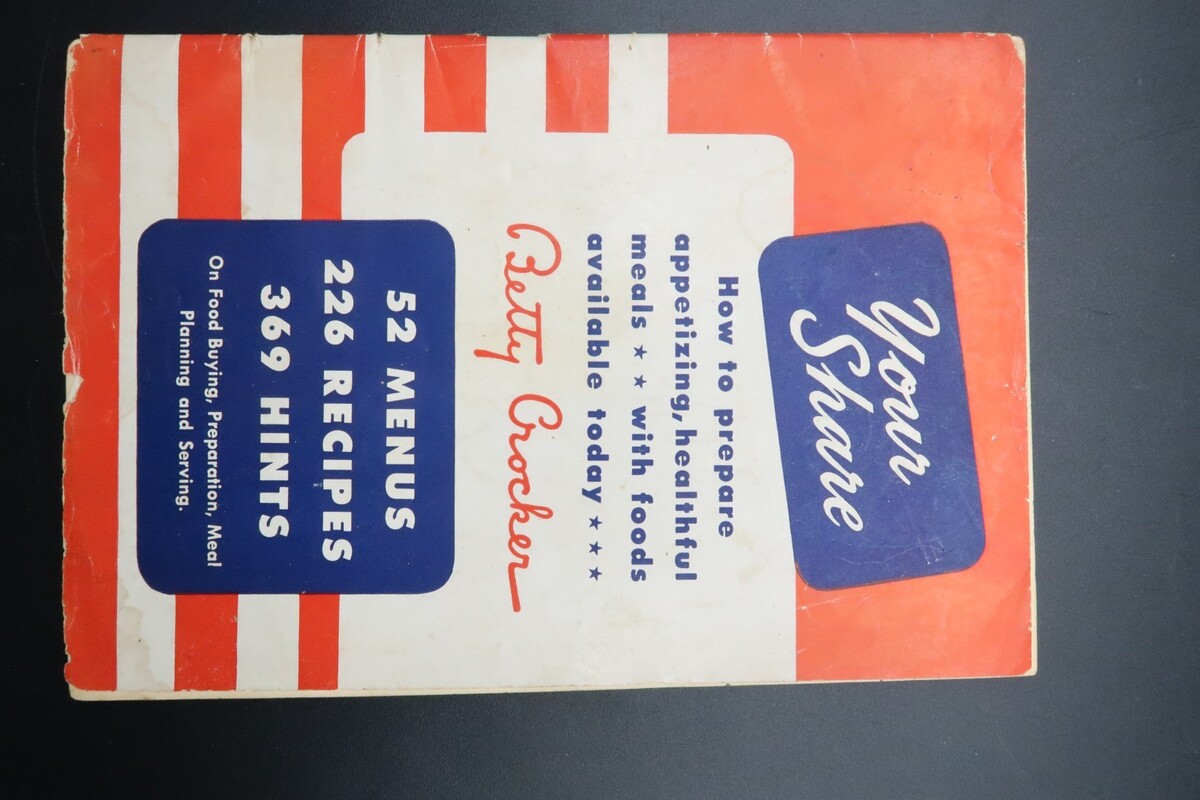 Your
Share
How to prepare
appetizing, healthful
meals ★ ★ with foods
available today ★ ★ ★
Betty Crocker
52 MENUS
226 RECIPES
369 HINTS
On Food Buying, Preparation, Meal
Planning and Serving.